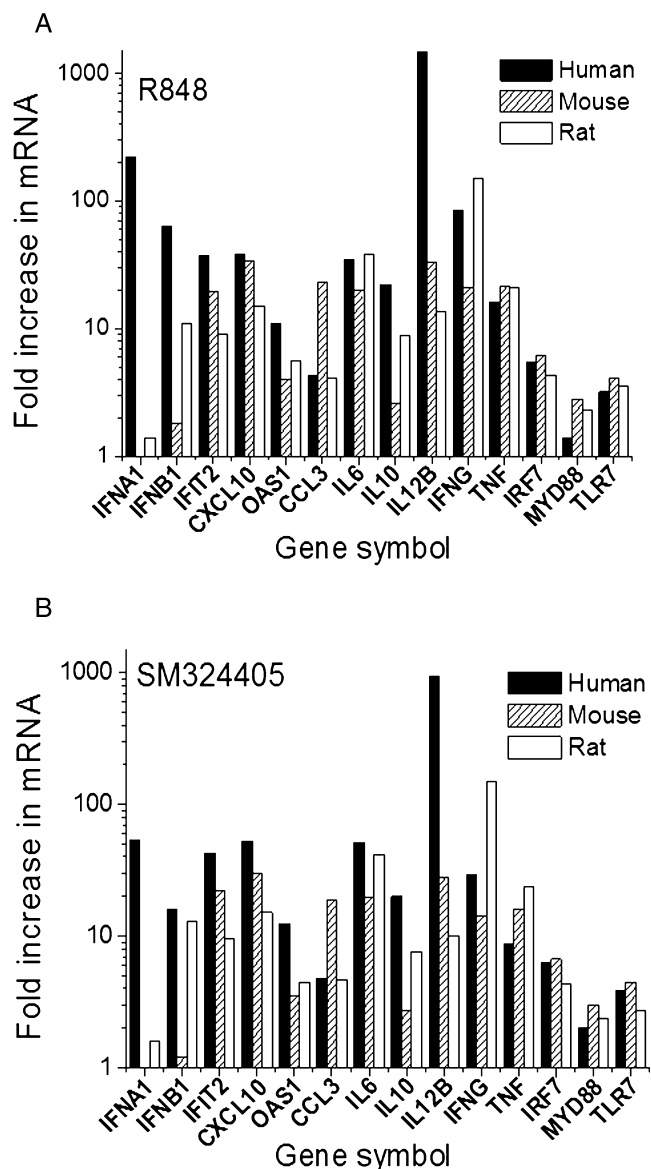 A
R848
Human
Mouse
Rat
Fold increase in mRNA
1000
100
10
1
IFNA1
IFNB1
IFIT2
CXCL10
OAS1
CCL3
IL6
IL10
IL12B
IFNG
TNF
IRF7
MYD88
TLR7
Gene symbol
B
SM324405
Human
Mouse
Rat
Fold increase in mRNA
1000
100
10
1
IFNA1
IFNB1
IFIT2
CXCL10
OAS1
CCL3
IL6
IL10
IL12B
IFNG
TNF
IRF7
MYD88
TLR7
Gene symbol